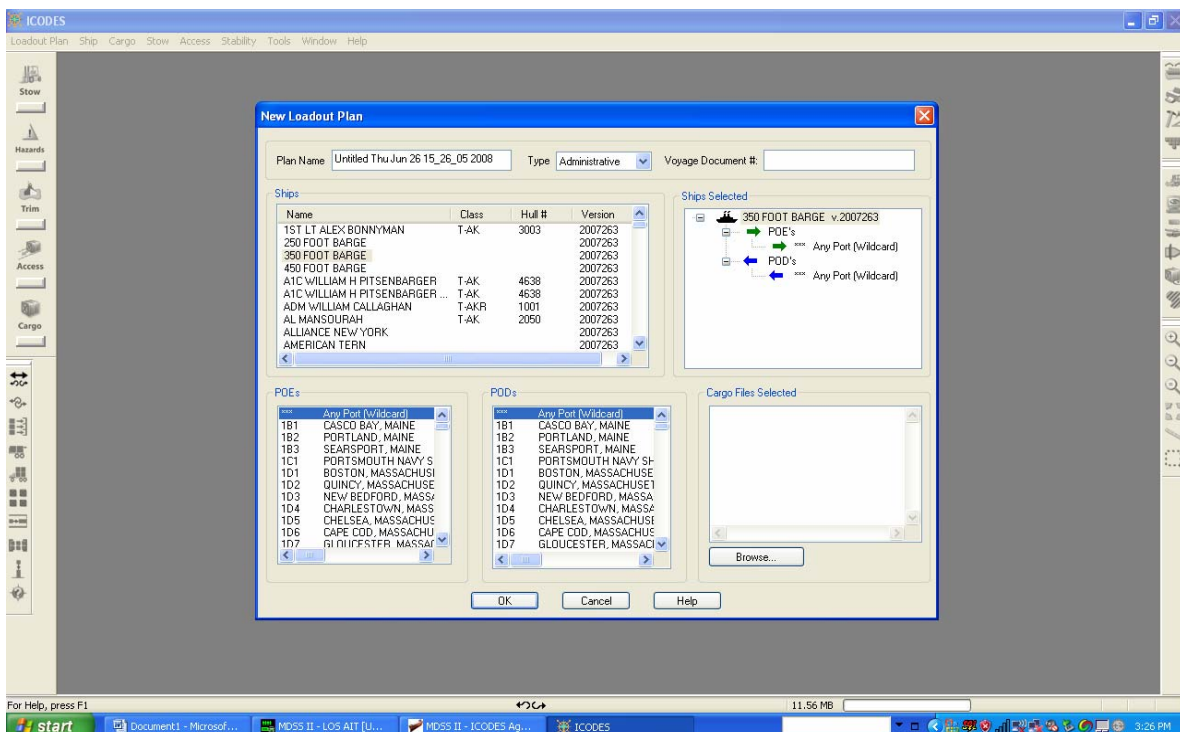 ICODES
Loadout Plan Ship Cargo Stow Access Stability Tools Window Help
Stow
Hazards
Trim
Access
Cargo
New Loadout Plan
Plan Name Untitled Thu Jun 26 15_26_05 2008 Type Administrative Voyage Document #:
Ships
Name Class Hull # Version
1ST LT ALEX BONNYMAN T-AK 3003 2007263
250 FOOT BARGE 2007263
350 FOOT BARGE 2007263
450 FOOT BARGE 2007263
A1C WILLIAM H PITSENBARGER T-AK 4638 2007263
A1C WILLIAM H PITSENBARGER ... T-AK 4638 2007263
ADM WILLIAM CALLAGHAN T-AKR 1001 2007263
AL MANSOURAH T-AK 2050 2007263
ALLIANCE NEW YORK 2007263
AMERICAN TERN 2007263
Ships Selected
350 FOOT BARGE v.2007263
POE's
*** Any Port (Wildcard)
POD's
*** Any Port (Wildcard)
POEs
*** Any Port (Wildcard)
1B1 CASCO BAY, MAINE
1B2 PORTLAND, MAINE
1B3 SEARSPORT, MAINE
1C1 PORTSMOUTH NAVY S
1D1 BOSTON, MASSACHUSI
1D2 QUINCY, MASSACHUSE
1D3 NEW BEDFORD, MASSA
1D4 CHARLESTOWN, MASS
1D5 CHELSEA, MASSACHUS
1D6 CAPE COD, MASSACHU
1D7 GLOUCESTER, MASSAC
PODs
*** Any Port (Wildcard)
1B1 CASCO BAY, MAINE
1B2 PORTLAND, MAINE
1B3 SEARSPORT, MAINE
1C1 PORTSMOUTH NAVY SH
1D1 BOSTON, MASSACHUSE
1D2 QUINCY, MASSACHUSET
1D3 NEW BEDFORD, MASSA
1D4 CHARLESTOWN, MASSA
1D5 CHELSEA, MASSACHUSE
1D6 CAPE COD, MASSACHUS
1D7 GLOUCESTER, MASSACI
Cargo Files Selected
Browse...
OK Cancel Help
For Help, press F1 11.56 MB
start Document1 - Microsof... MDSS II - LOS AIT [U... MDSS II - ICODES Ag... ICODES 3:26 PM